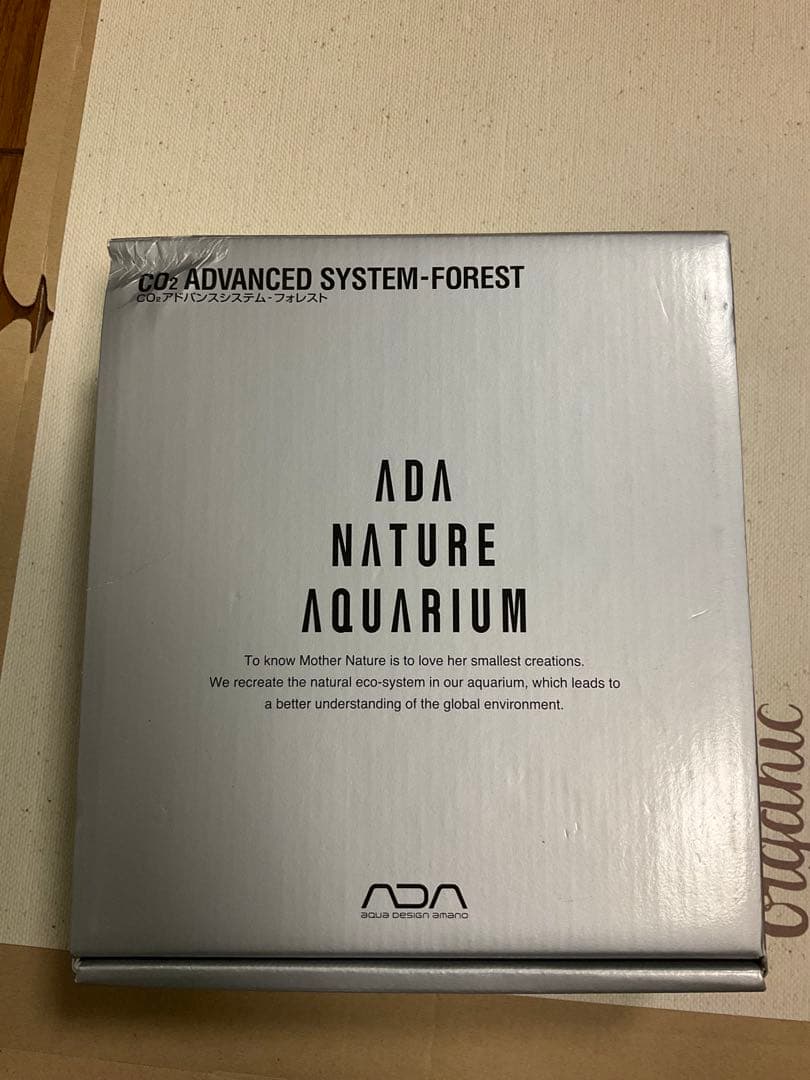 CO₂ ADVANCED SYSTEM-FOREST
CO₂アドバンスシステム-フォレスト
ADA
NATURE
AQUARIUM
To know Mother Nature is to love her smallest creations.
We recreate the natural eco-system in our aquarium, which leads to
a better understanding of the global environment.
ADA
aqua design amano
organic